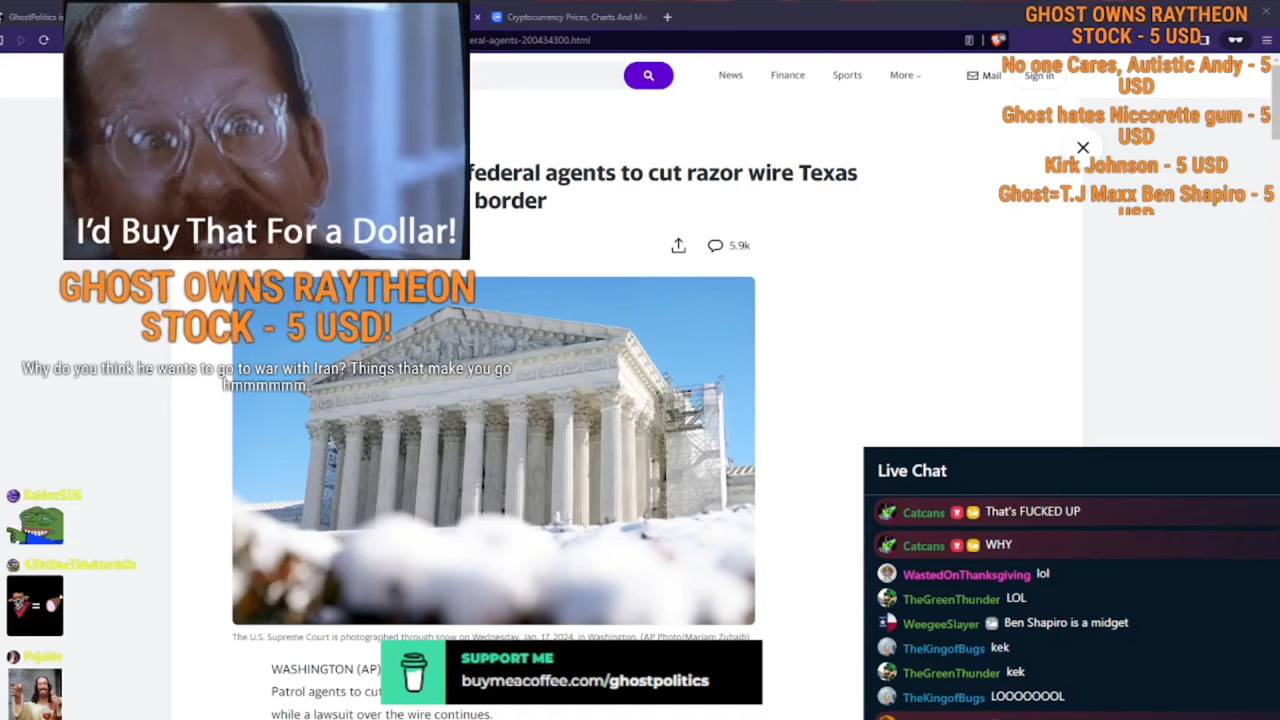 GhostPolitics is
Cryptocurrency Prices, Charts And Ma
eral-agents-200434300.html
News
Finance
Sports
More
Mail
Sign in
federal agents to cut razor wire Texas
border
5.9k
I'd Buy That For a Dollar!
GHOST OWNS RAYTHEON
STOCK - 5 USD!
Why do you think he wants to go to war with Iran? Things that make you go
hmmmmmm.
GHOST OWNS RAYTHEON
STOCK - 5 USD
No one Cares, Autistic Andy - 5
USD
Ghost hates Niccorette gum - 5
USD
Kirk Johnson - 5 USD
Ghost=T.J Maxx Ben Shapiro - 5
USD
The U.S. Supreme Court is photographed through snow on Wednesday, Jan. 17, 2024, in Washington. (AP Photo/Mariam Zuhaib)
WASHINGTON (AP)
Patrol agents to cut
while a lawsuit over the wire continues.
SUPPORT ME
buymeacoffee.com/ghostpolitics
=
Live Chat
Catcans That's FUCKED UP
Catcans WHY
WastedOnThanksgiving lol
TheGreenThunder LOL
WeegeeSlayer Ben Shapiro is a midget
TheKingofBugs kek
TheGreenThunder kek
TheKingofBugs LOOOOOOOL